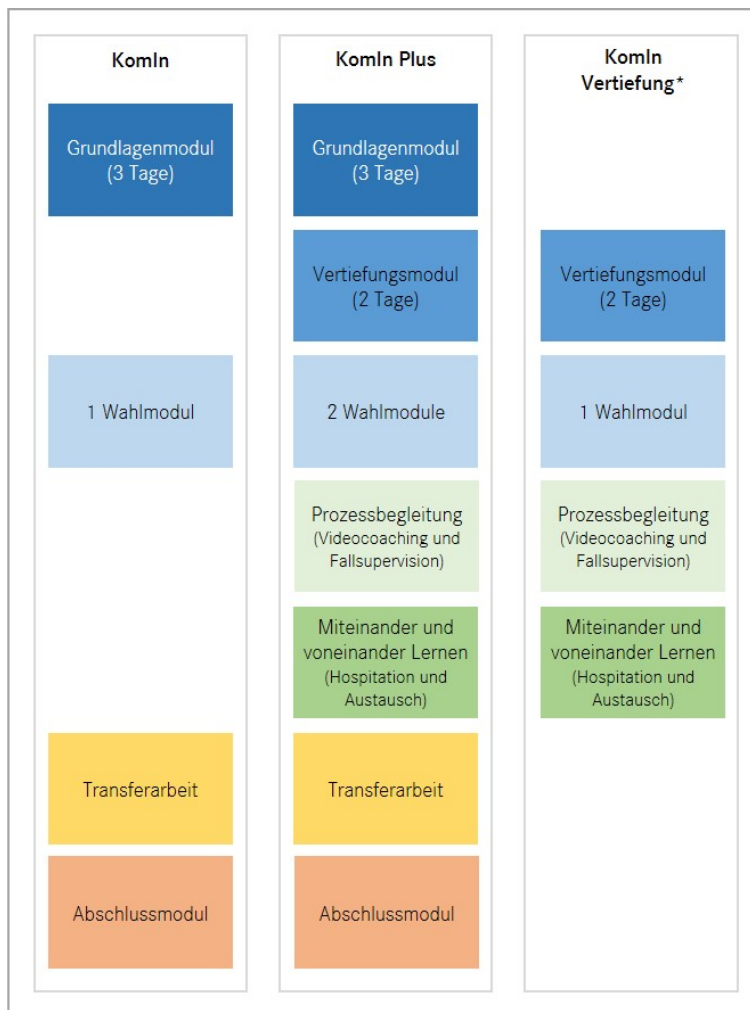 KomIn
Grundlagenmodul
(3 Tage)
1 Wahlmodul
Transferarbeit
Abschlussmodul
KomIn Plus
Grundlagenmodul
(3 Tage)
Vertiefungsmodul
(2 Tage)
2 Wahlmodule
Prozessbegleitung
(Videocoaching und
Fallsupervision)
Miteinander und
voneinander Lernen
(Hospitation und
Austausch)
Transferarbeit
Abschlussmodul
KomIn
Vertiefung*
Vertiefungsmodul
(2 Tage)
1 Wahlmodul
Prozessbegleitung
(Videocoaching und
Fallsupervision)
Miteinander und
voneinander Lernen
(Hospitation und
Austausch)